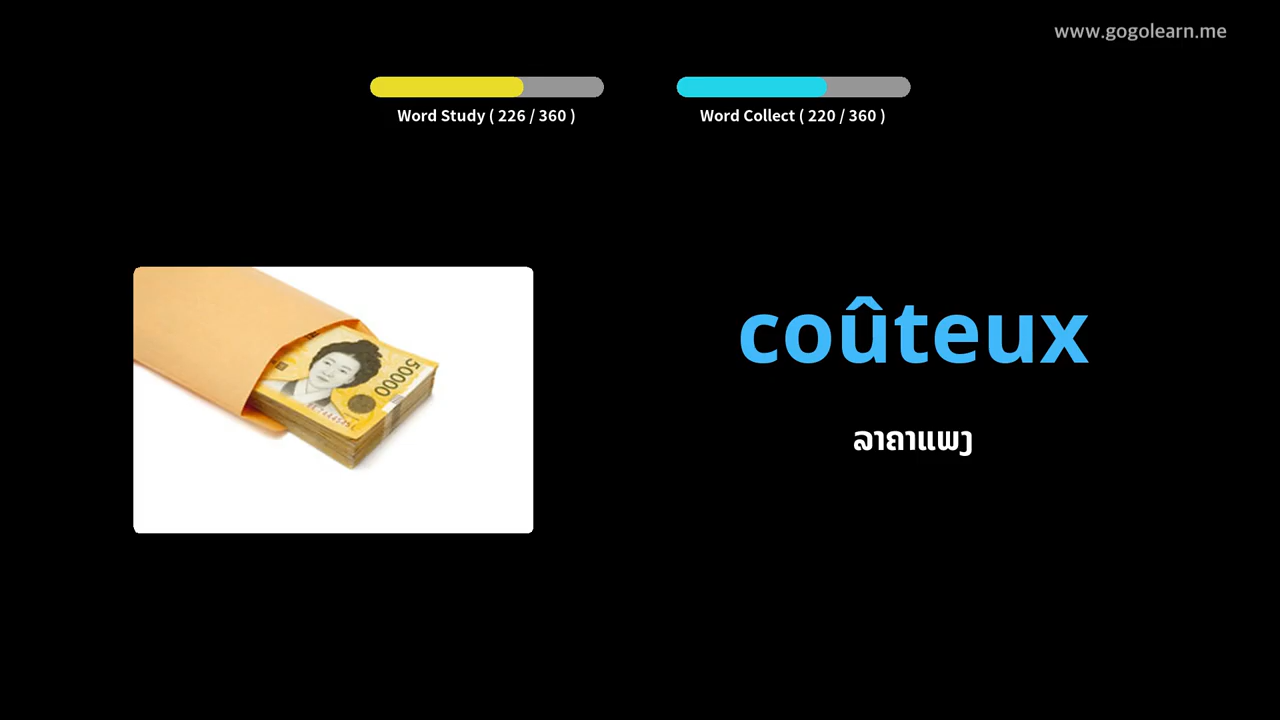 www.gogolearn.me
Word Study ( 226 / 360 )
Word Collect ( 220 / 360 )
coûteux
ລາຄາແພງ
50000